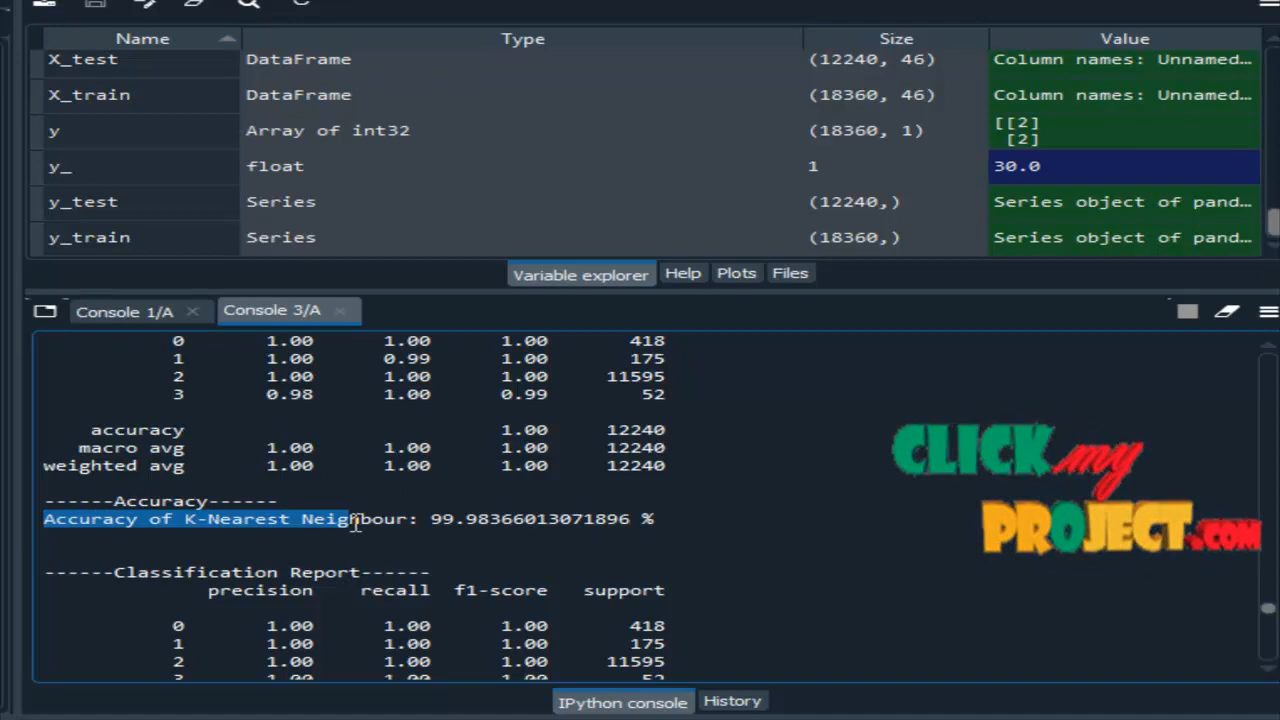 Name Type Size Value
X_test DataFrame (12240, 46) Column names: Unnamed…
X_train DataFrame (18360, 46) Column names: Unnamed…
y Array of int32 (18360, 1) [[2]
[2]
y_ float 1 30.0
y_test Series (12240,) Series object of pand…
y_train Series (18360,) Series object of pand…
Variable explorer Help Plots Files
Console 1/A Console 3/A
0 1.00 1.00 1.00 418
1 1.00 0.99 1.00 175
2 1.00 1.00 1.00 11595
3 0.98 1.00 0.99 52
accuracy 1.00 12240
macro avg 1.00 1.00 1.00 12240
weighted avg 1.00 1.00 1.00 12240
------Accuracy------
Accuracy of K-Nearest Neighbour: 99.98366013071896 %
------Classification Report------
precision recall f1-score support
0 1.00 1.00 1.00 418
1 1.00 1.00 1.00 175
2 1.00 1.00 1.00 11595
3 1.00 1.00 1.00 52
IPython console History
CLICK my
PROJECT.COM